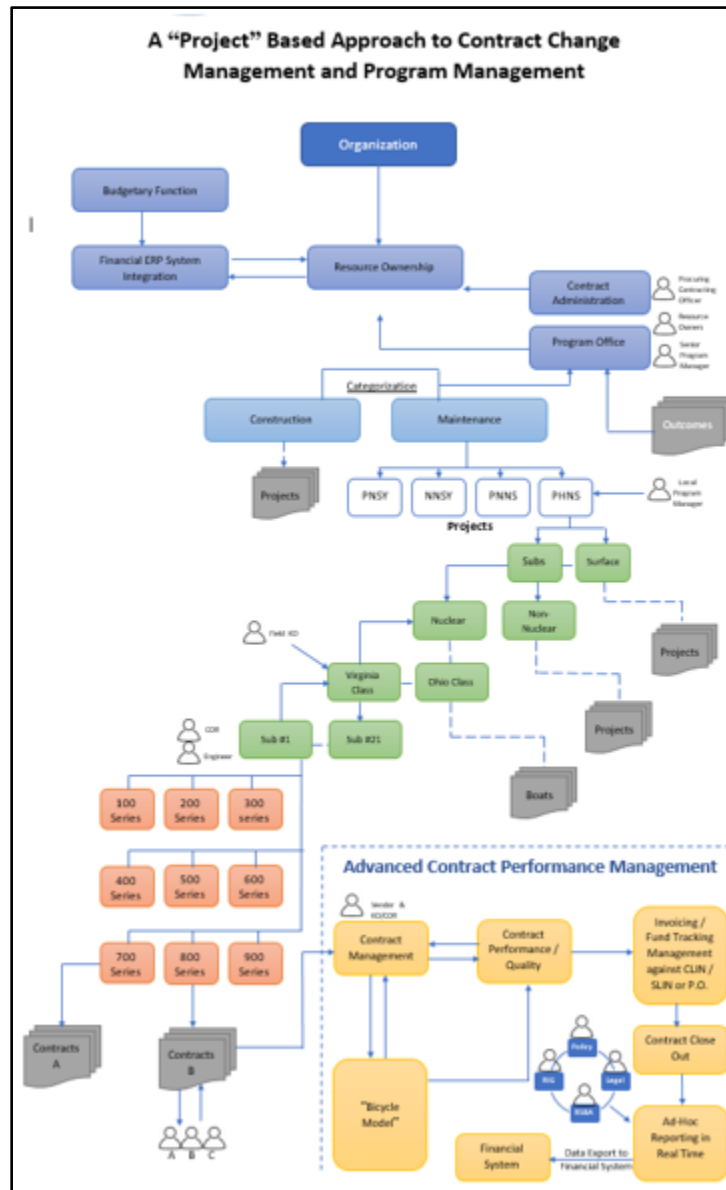 A “Project” Based Approach to Contract Change
Management and Program Management
Organization
Budgetary Function
Financial ERP System
Integration
Resource Ownership
Contract
Administration
Procuring
Contracting
Officer
Resource
Owners
Program Office
Senior
Program
Manager
Categorization
Construction
Maintenance
Outcomes
Projects
PNSY
NNSY
PNNS
PHNS
Local
Program
Manager
Projects
Subs
Surface
Nuclear
Non-
Nuclear
Projects
Field KO
Virginia
Class
Ohio Class
Projects
COR
Engineer
Sub #1
Sub #21
Boats
100
Series
200
Series
300
series
400
Series
500
Series
600
Series
700
Series
800
Series
900
Series
Contracts
A
Contracts
B
A
B
C
Advanced Contract Performance Management
Vendor &
KO/COR
Contract
Management
Contract
Performance /
Quality
Invoicing /
Fund Tracking
Management
against CLIN /
SLIN or P.O.
Contract Close
Out
Policy
Legal
“Bicycle
Model”
Ad-Hoc
Reporting in
Real Time
Financial
System
Data Export to
Financial System